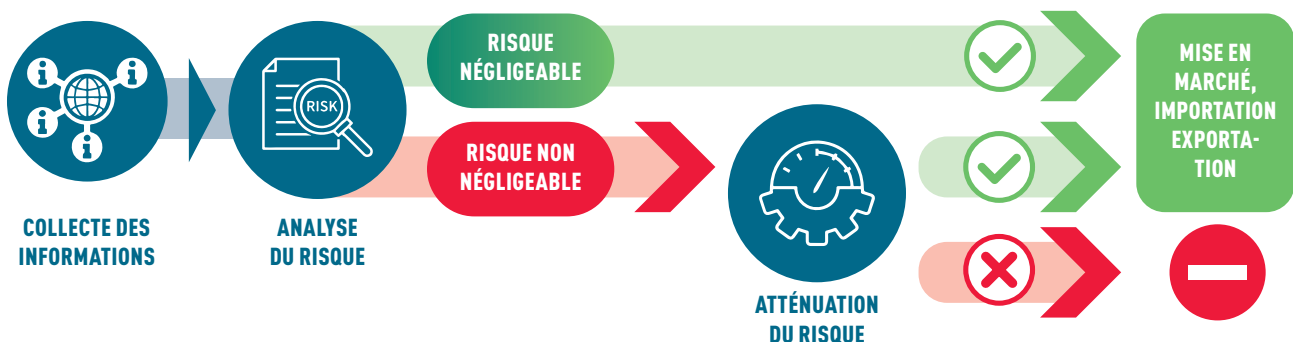 COLLECTE DES
INFORMATIONS
RISK
ANALYSE
DU RISQUE
RISQUE
NÉGLIGEABLE
RISQUE NON
NÉGLIGEABLE
ATTÉNUATION
DU RISQUE
MISE EN
MARCHÉ,
IMPORTATION
EXPORTA-
TION